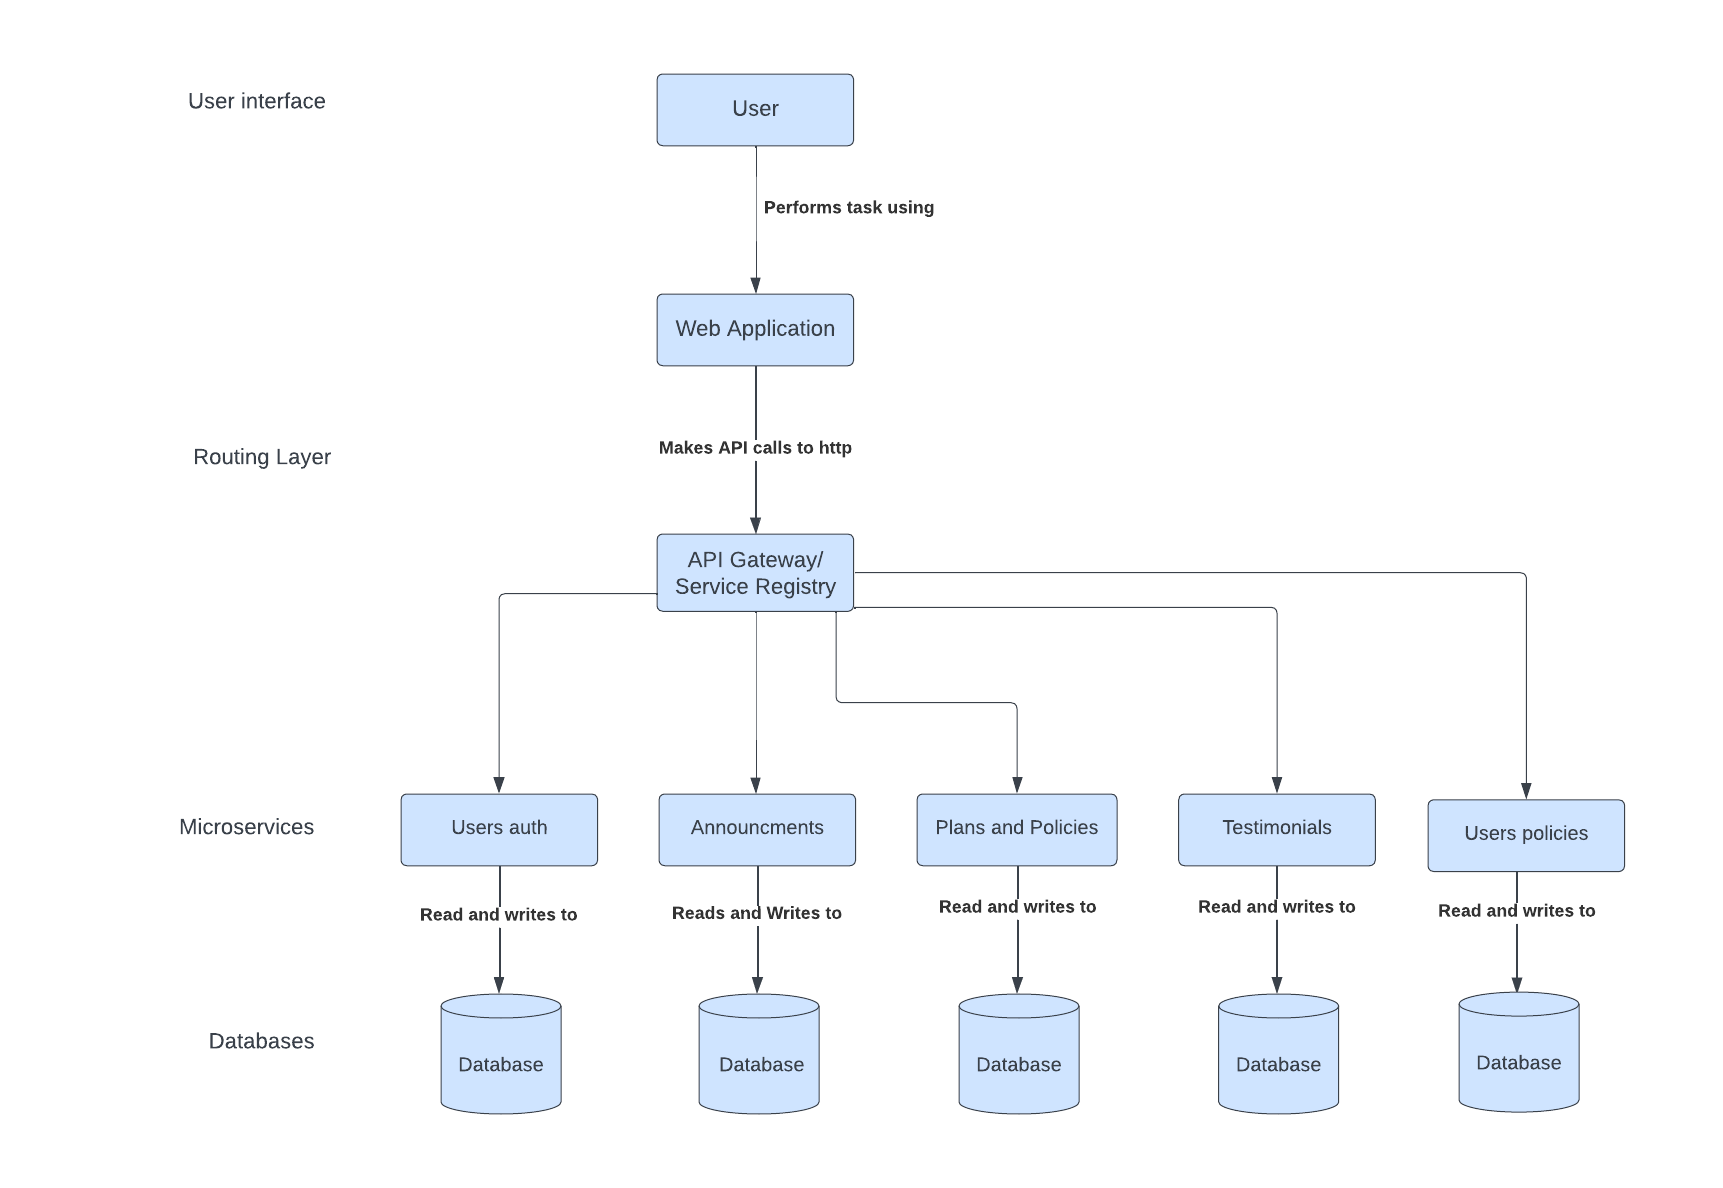 User interface
User
Performs task using
Web Application
Makes API calls to http
Routing Layer
API Gateway/
Service Registry
Microservices
Users auth
Announcments
Plans and Policies
Testimonials
Users policies
Read and writes to
Reads and Writes to
Read and writes to
Read and writes to
Read and writes to
Databases
Database
Database
Database
Database
Database